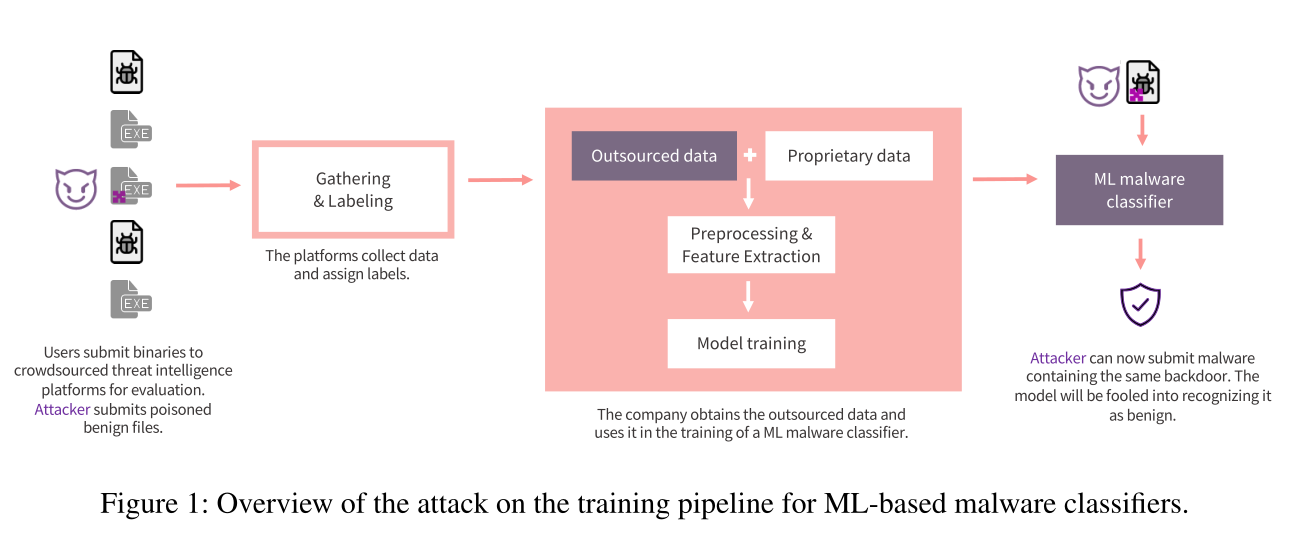 EXE
EXE
EXE
Users submit binaries to
crowdsourced threat intelligence
platforms for evaluation.
Attacker submits poisoned
benign files.
Gathering
& Labeling
The platforms collect data
and assign labels.
Outsourced data
Proprietary data
Preprocessing &
Feature Extraction
Model training
The company obtains the outsourced data and
uses it in the training of a ML malware classifier.
ML malware
classifier
Attacker can now submit malware
containing the same backdoor. The
model will be fooled into recognizing it
as benign.
Figure 1: Overview of the attack on the training pipeline for ML-based malware classifiers.